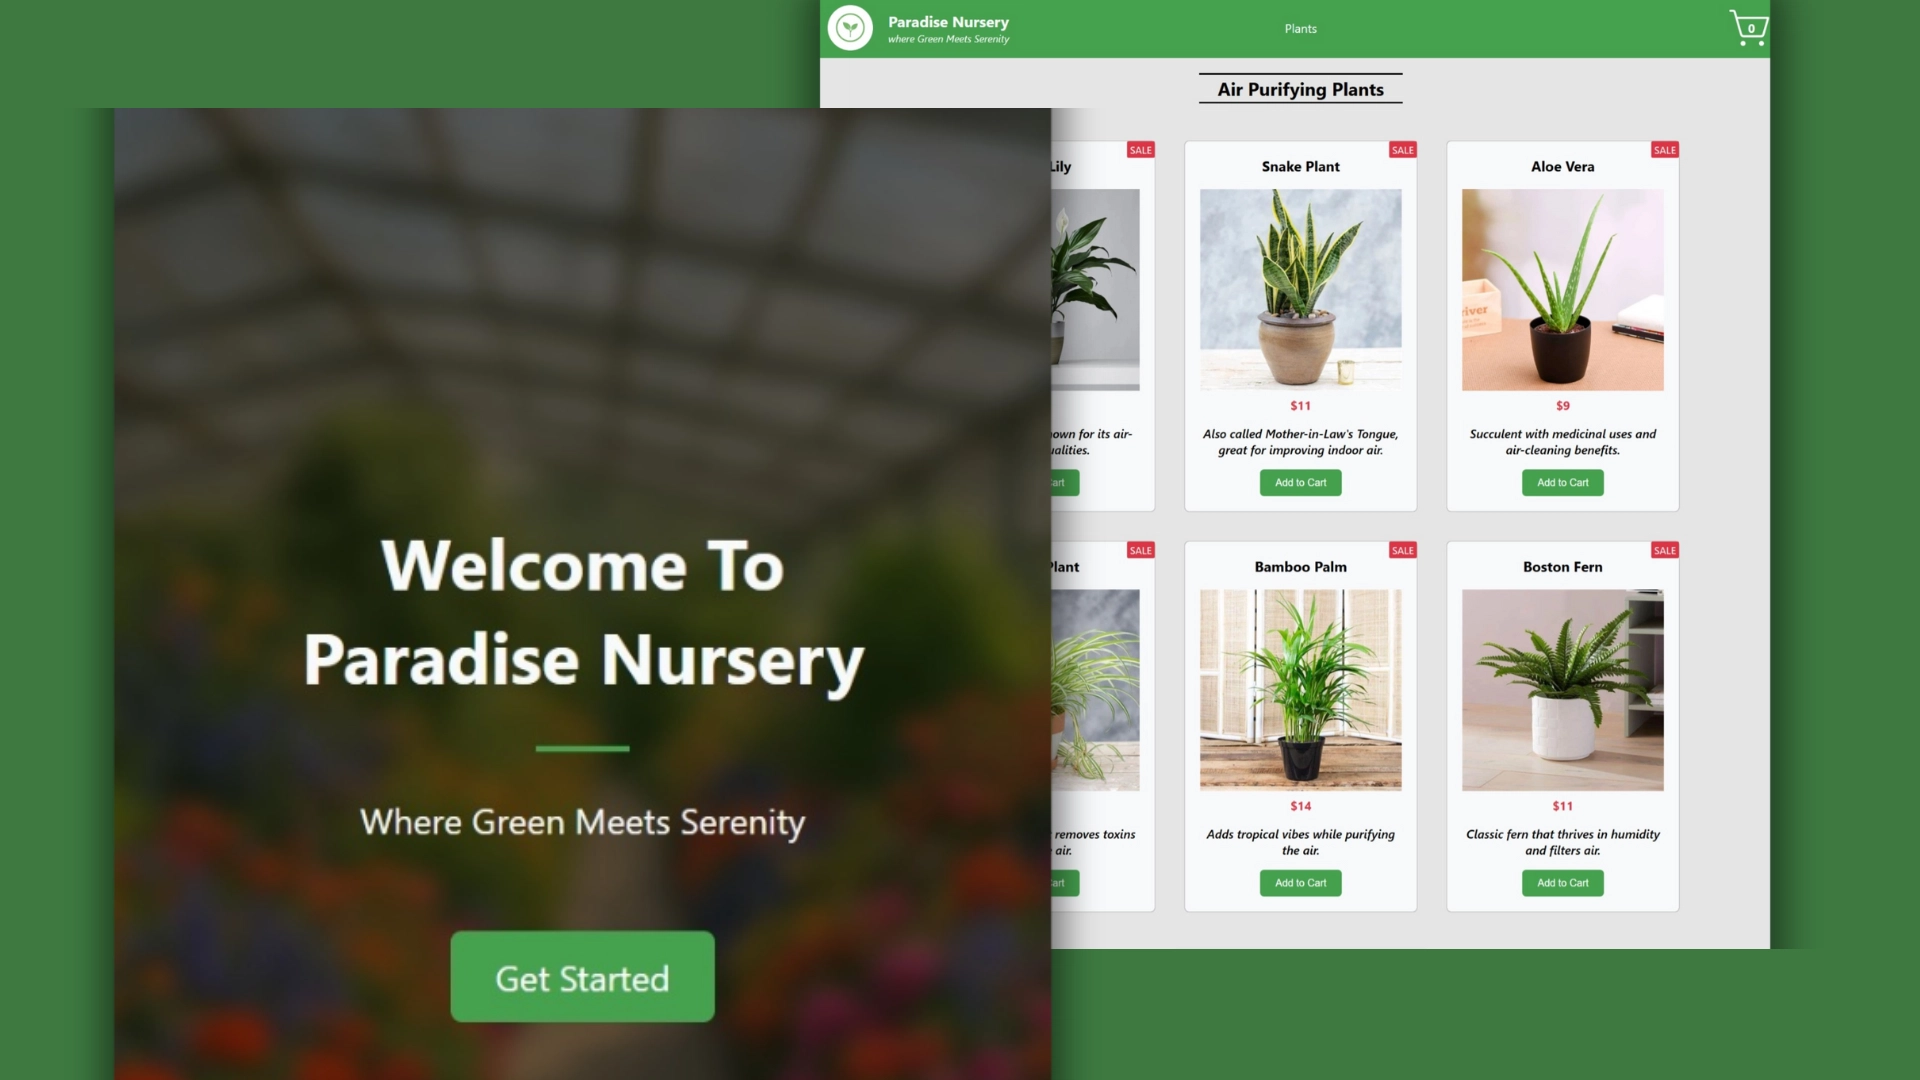 Paradise Nursery
where Green Meets Serenity
Plants
0
Air Purifying Plants
SALE
Lily
own for its air-
SALE
Snake Plant
$11
Also called Mother-in-Law's Tongue,
great for improving indoor air.
Add to Cart
SALE
Aloe Vera
$9
Succulent with medicinal uses and
air-cleaning benefits.
Add to Cart
SALE
Plant
removes toxins
air.
SALE
Bamboo Palm
$14
Adds tropical vibes while purifying
the air.
Add to Cart
SALE
Boston Fern
$11
Classic fern that thrives in humidity
and filters air.
Add to Cart
Welcome To
Paradise Nursery
Where Green Meets Serenity
Get Started